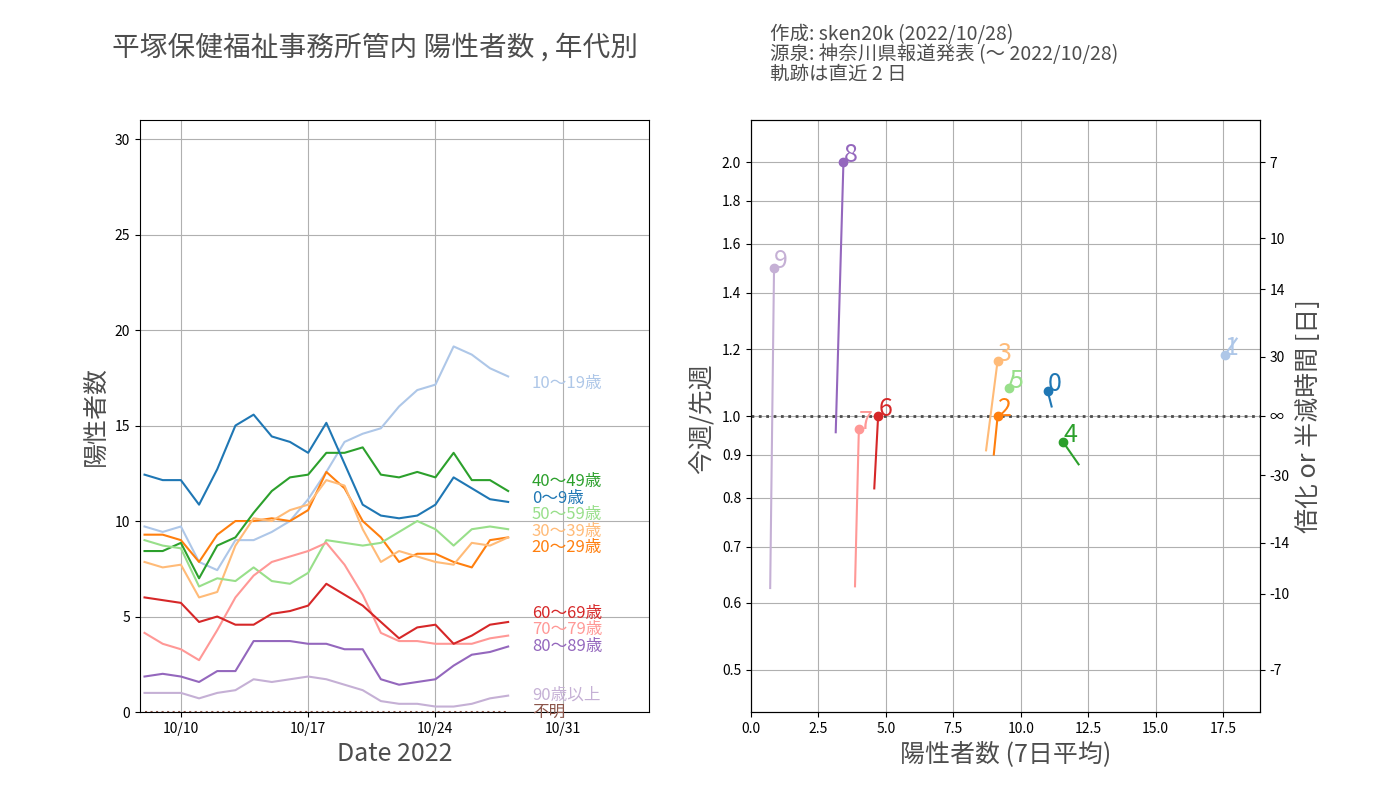 平塚保健福祉事務所管内 陽性者数 , 年代別
作成: sken20k (2022/10/28)
源泉: 神奈川県報道発表 (〜 2022/10/28)
軌跡は直近 2 日
陽性者数
30
25
20
15
10
5
0
10/10
10/17
10/24
10/31
Date 2022
10〜19歳
40〜49歳
0〜9歳
50〜59歳
30〜39歳
20〜29歳
60〜69歳
70〜79歳
80〜89歳
90歳以上
不明
今週/先週
2.0
1.8
1.6
1.4
1.2
1.0
0.9
0.8
0.7
0.6
0.5
8
9
3
1
5
0
2
6
7
4
0.0
2.5
5.0
7.5
10.0
12.5
15.0
17.5
陽性者数 (7日平均)
7
10
14
30
∞
-30
-14
-10
-7
倍化 or 半減時間 [日]